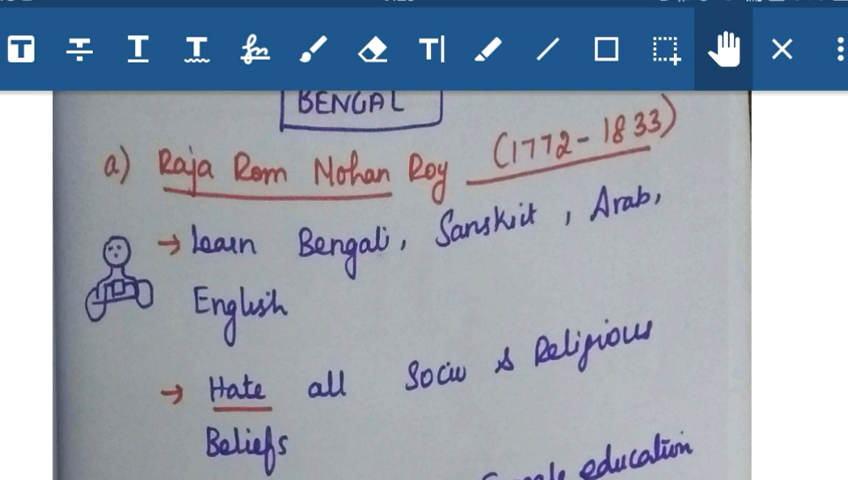 BENGAL
a) Raja Rom Mohan Roy (1772-1833)
→ Learn Bengali, Sanskrit, Arab,
English
→ Hate all Socio & Religious
Beliefs
education